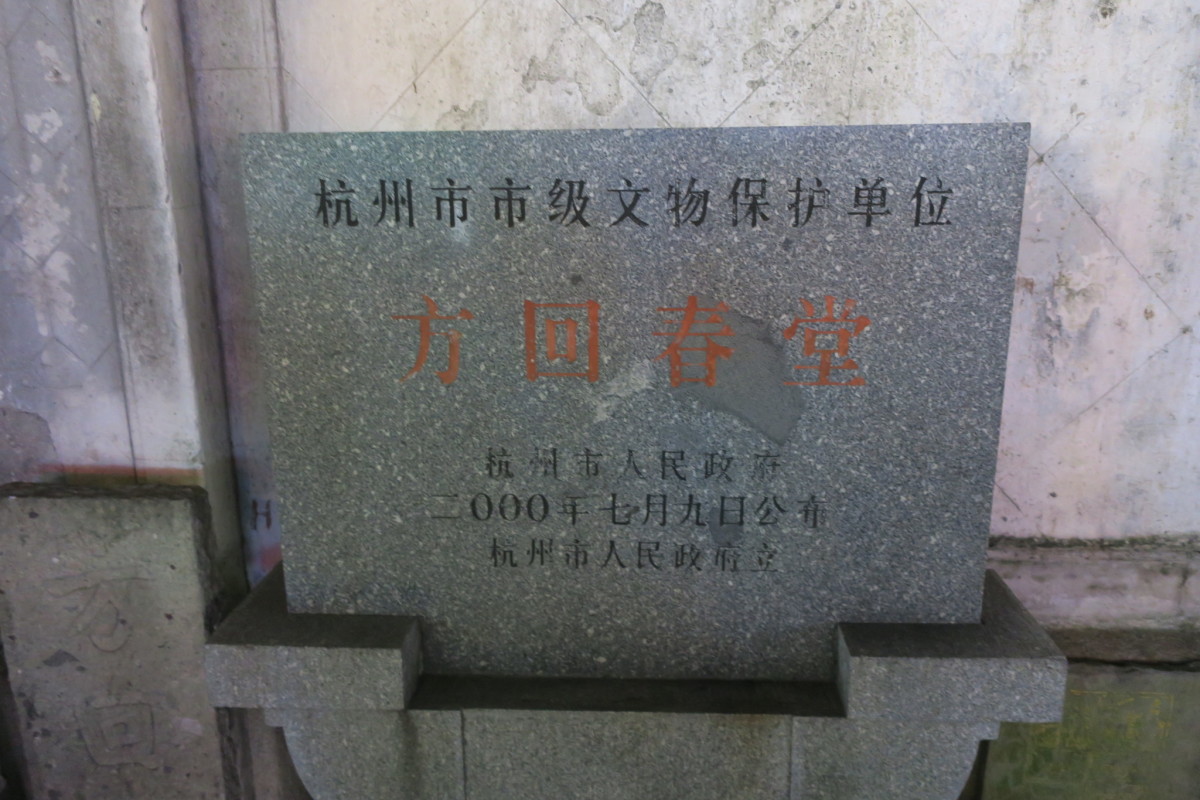 杭州市市级文物保护单位
方回春堂
杭州市人民政府
二000年七月九日公布
杭州市人民政府立
H
方
回